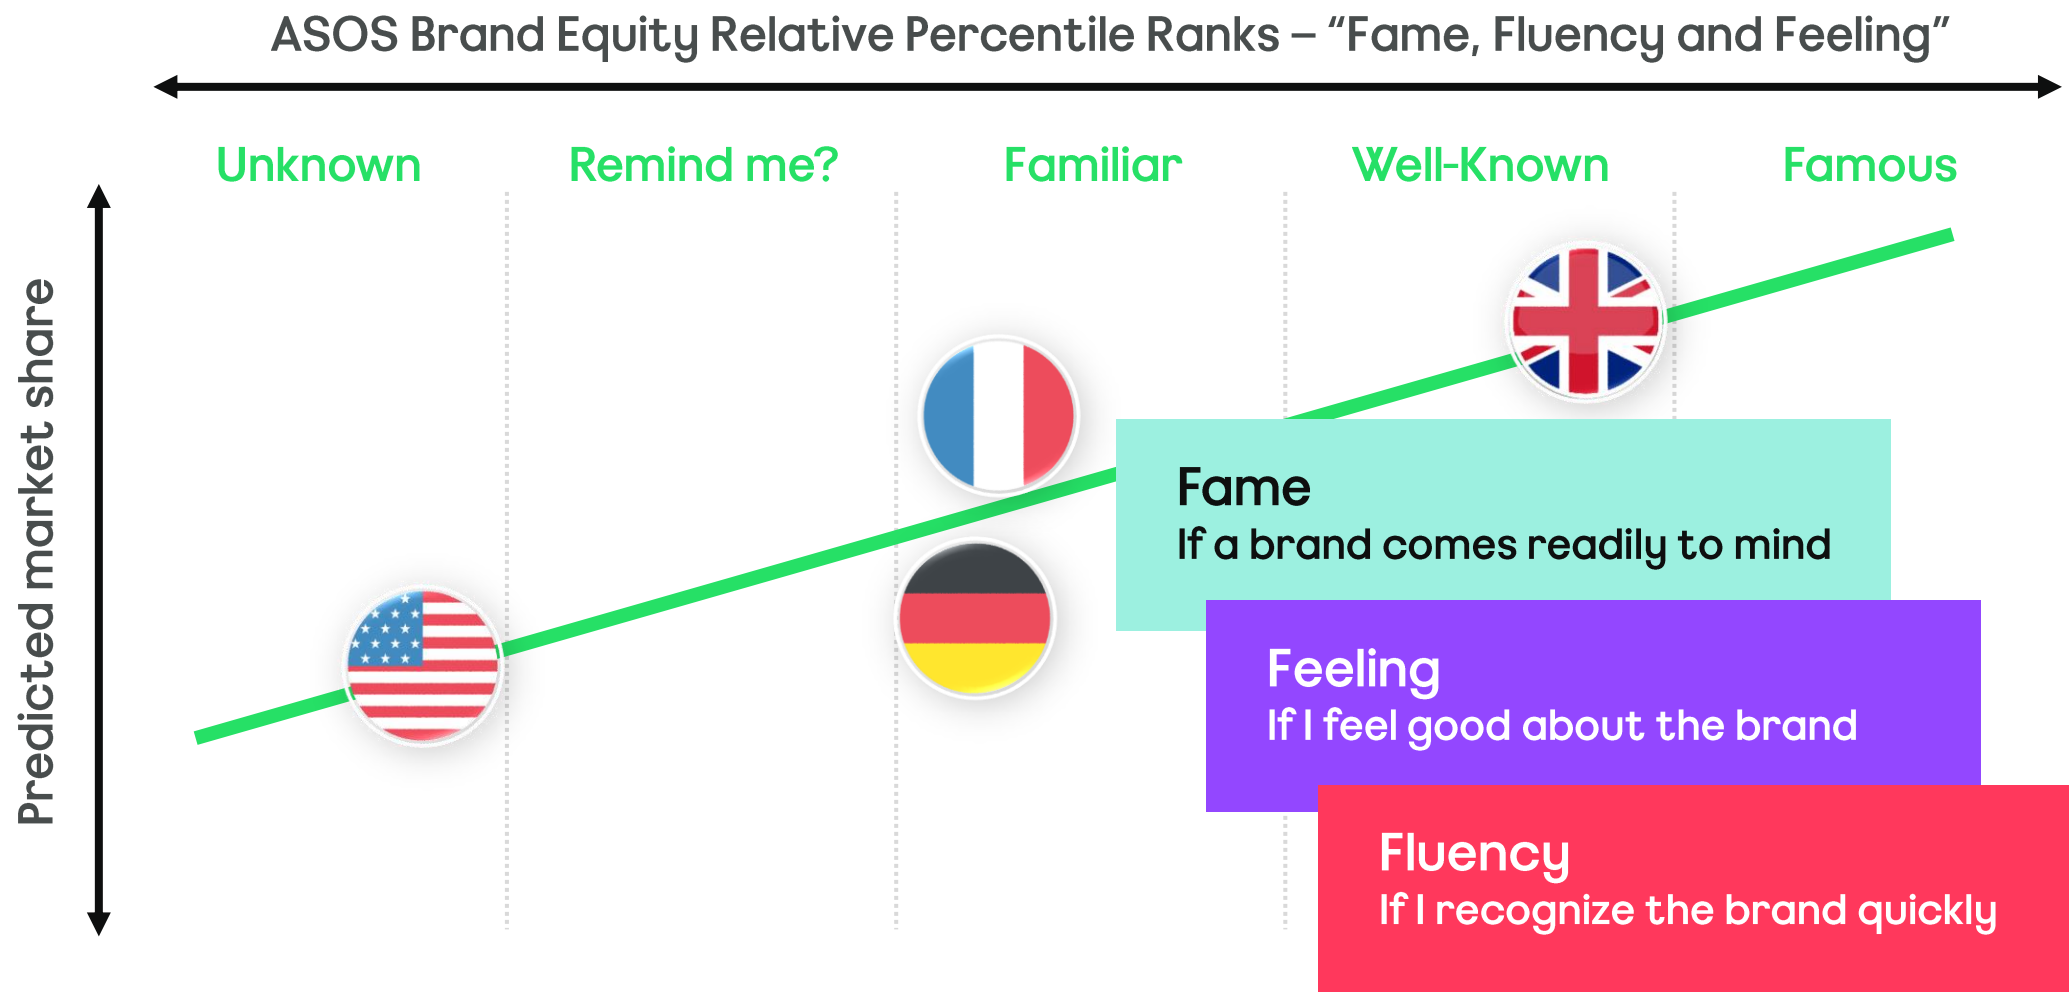 ASOS Brand Equity Relative Percentile Ranks – “Fame, Fluency and Feeling”
Unknown
Remind me?
Familiar
Well-Known
Famous
Predicted market share
Fame
If a brand comes readily to mind
Feeling
If I feel good about the brand
Fluency
If I recognize the brand quickly